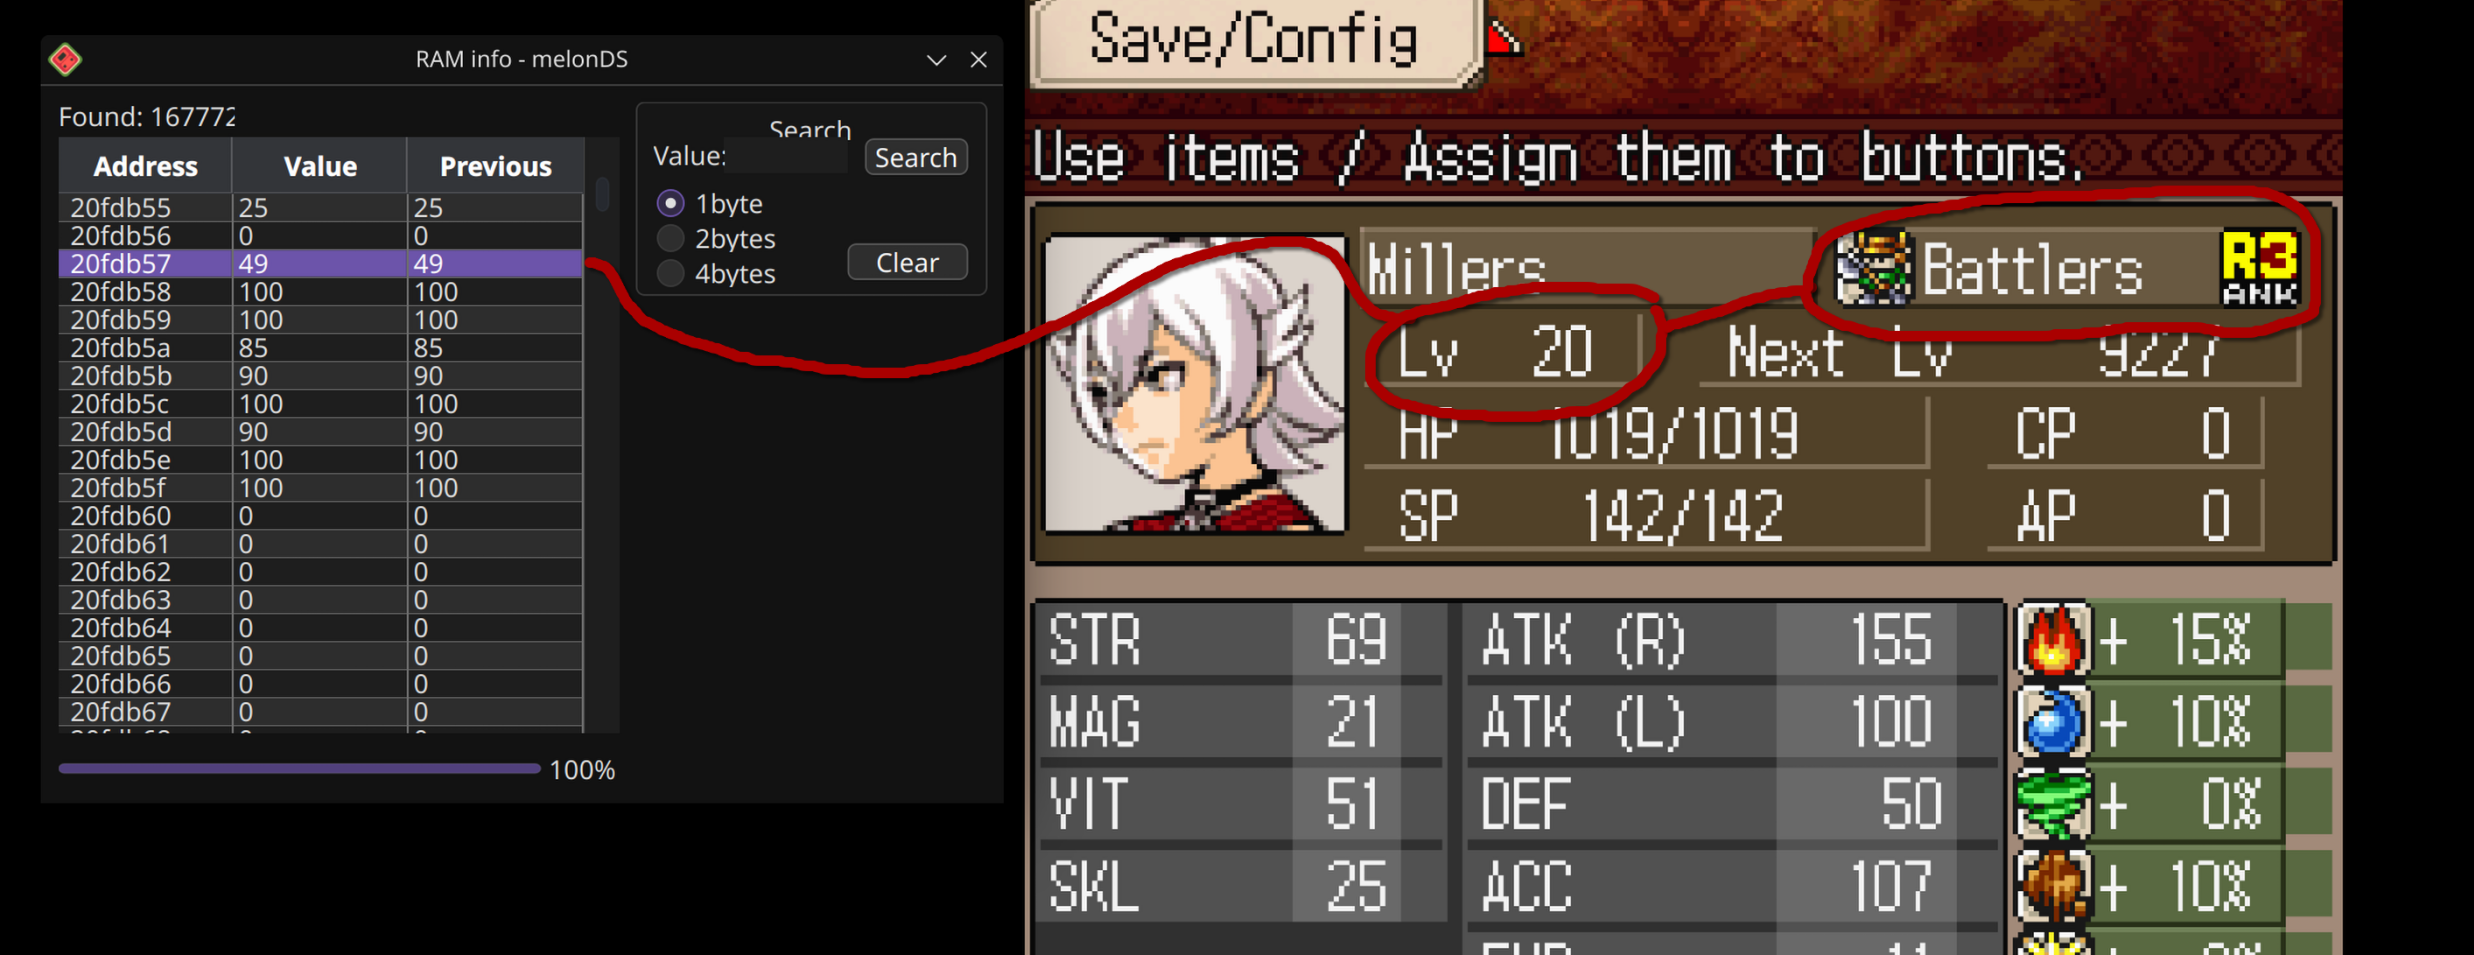 RAM info - melonDS
Found: 167772
Address Value Previous
20fdb55 25 25
20fdb56 0 0
20fdb57 49 49
20fdb58 100 100
20fdb59 100 100
20fdb5a 85 85
20fdb5b 90 90
20fdb5c 100 100
20fdb5d 90 90
20fdb5e 100 100
20fdb5f 100 100
20fdb60 0 0
20fdb61 0 0
20fdb62 0 0
20fdb63 0 0
20fdb64 0 0
20fdb65 0 0
20fdb66 0 0
20fdb67 0 0
100%
Search
Value: Search
1byte
2bytes
4bytes
Clear
Save/Config
Use items / Assign them to buttons.
Millers Battlers R3 ANK
Lv 20 Next Lv 9227
HP 1019/1019 CP 0
SP 142/142 AP 0
STR 69 ATK (R) 155 + 15%
MAG 21 ATK (L) 100 + 10%
VIT 51 DEF 50 + 0%
SKL 25 ACC 107 + 10%